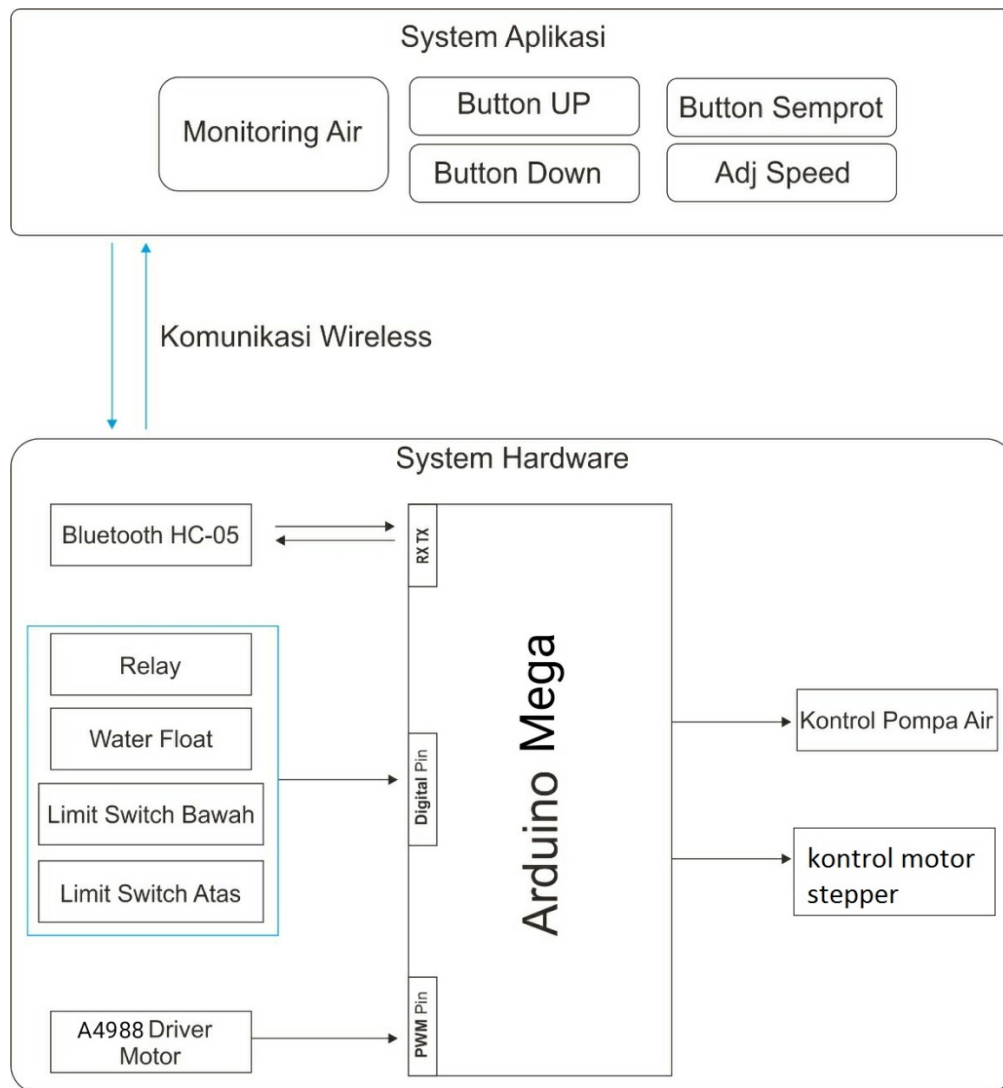 System Aplikasi
Monitoring Air
Button UP
Button Down
Button Semprot
Adj Speed
Komunikasi Wireless
System Hardware
Bluetooth HC-05
RX TX
Relay
Water Float
Limit Switch Bawah
Limit Switch Atas
Digital Pin
A4988 Driver
Motor
PWM Pin
Arduino Mega
Kontrol Pompa Air
kontrol motor
stepper